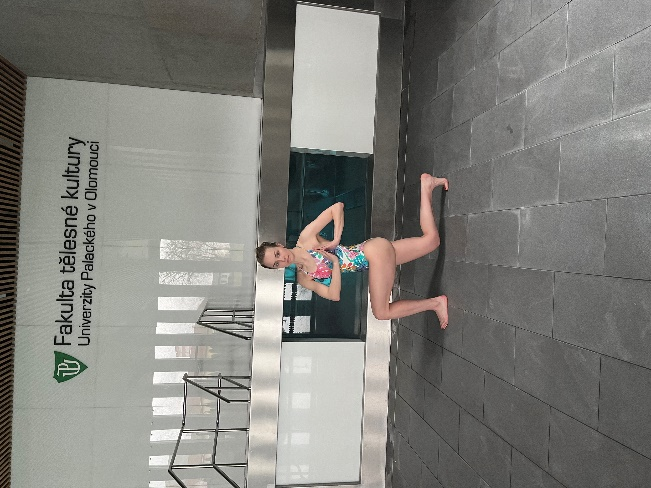 Fakulta tělesné kultury
Univerzity Palackého v Olomouci